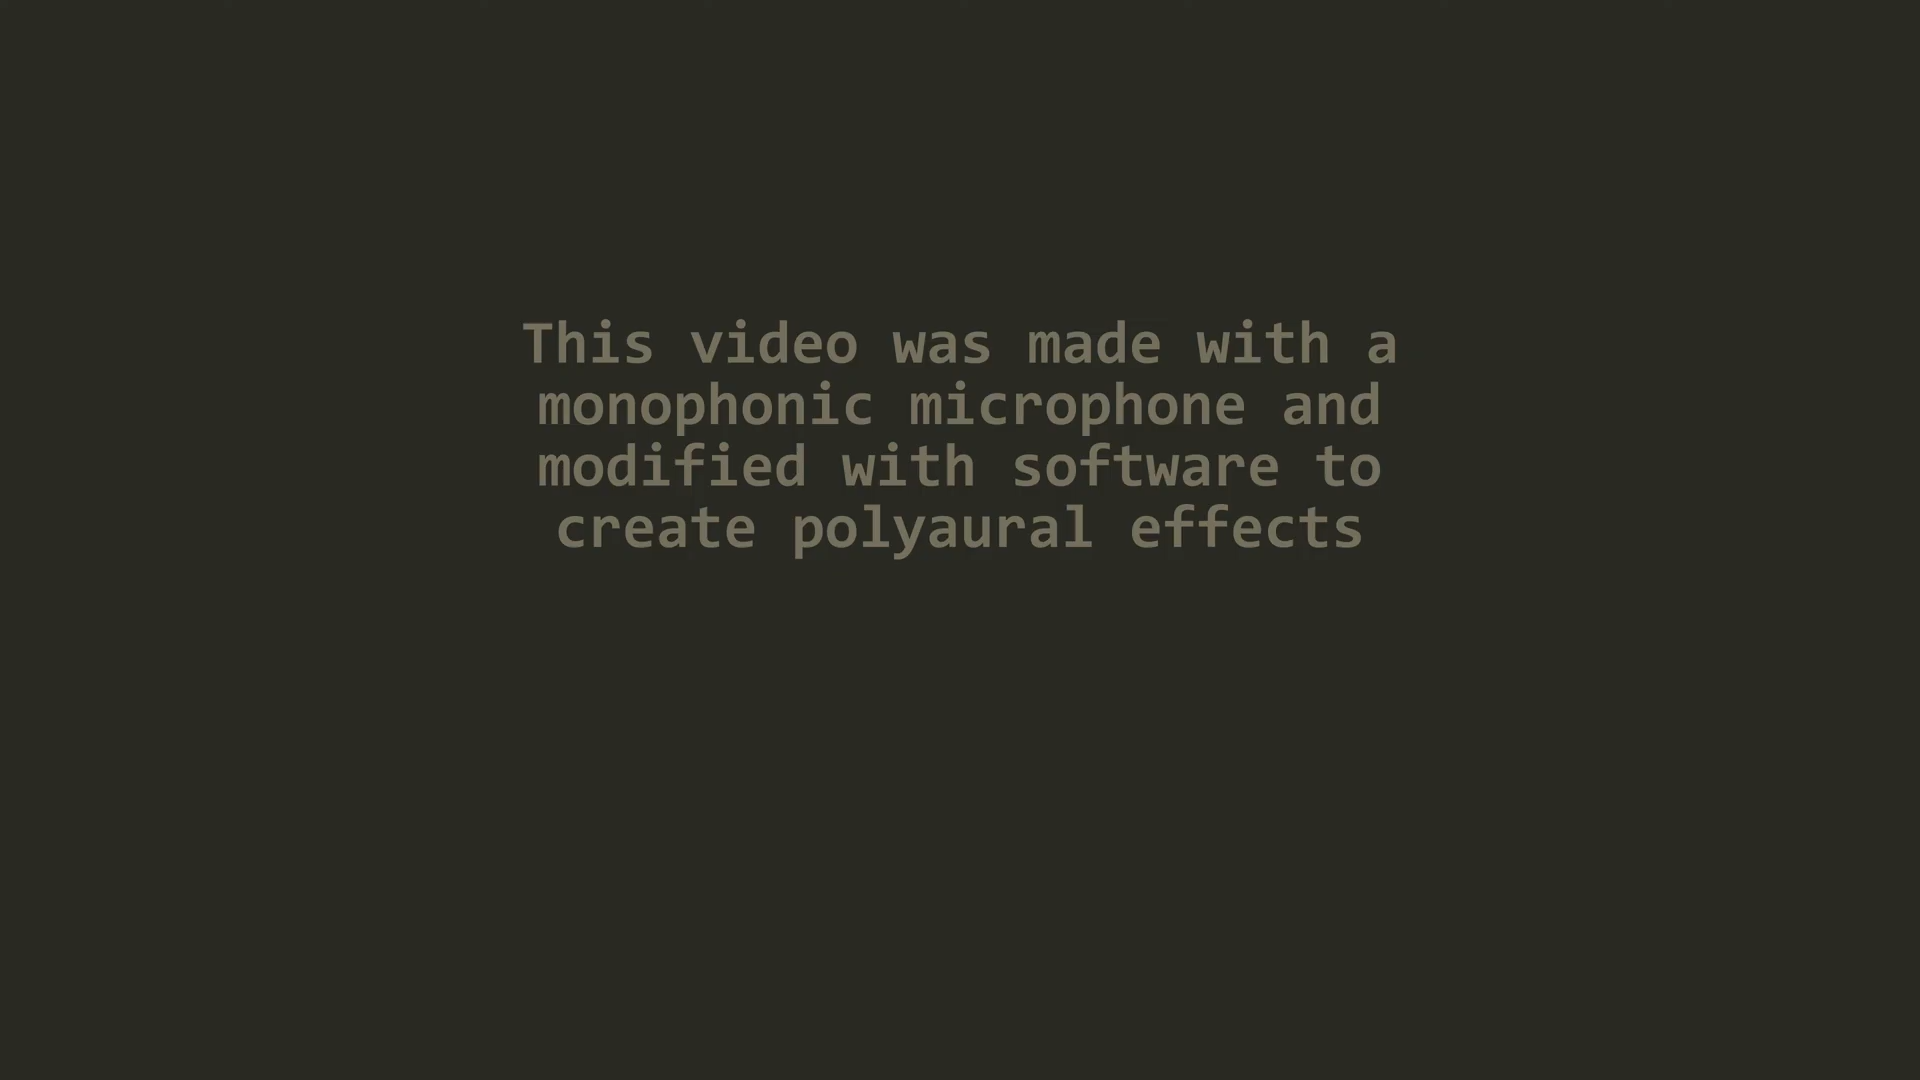 This video was made with a
monophonic microphone and
modified with software to
create polyaural effects